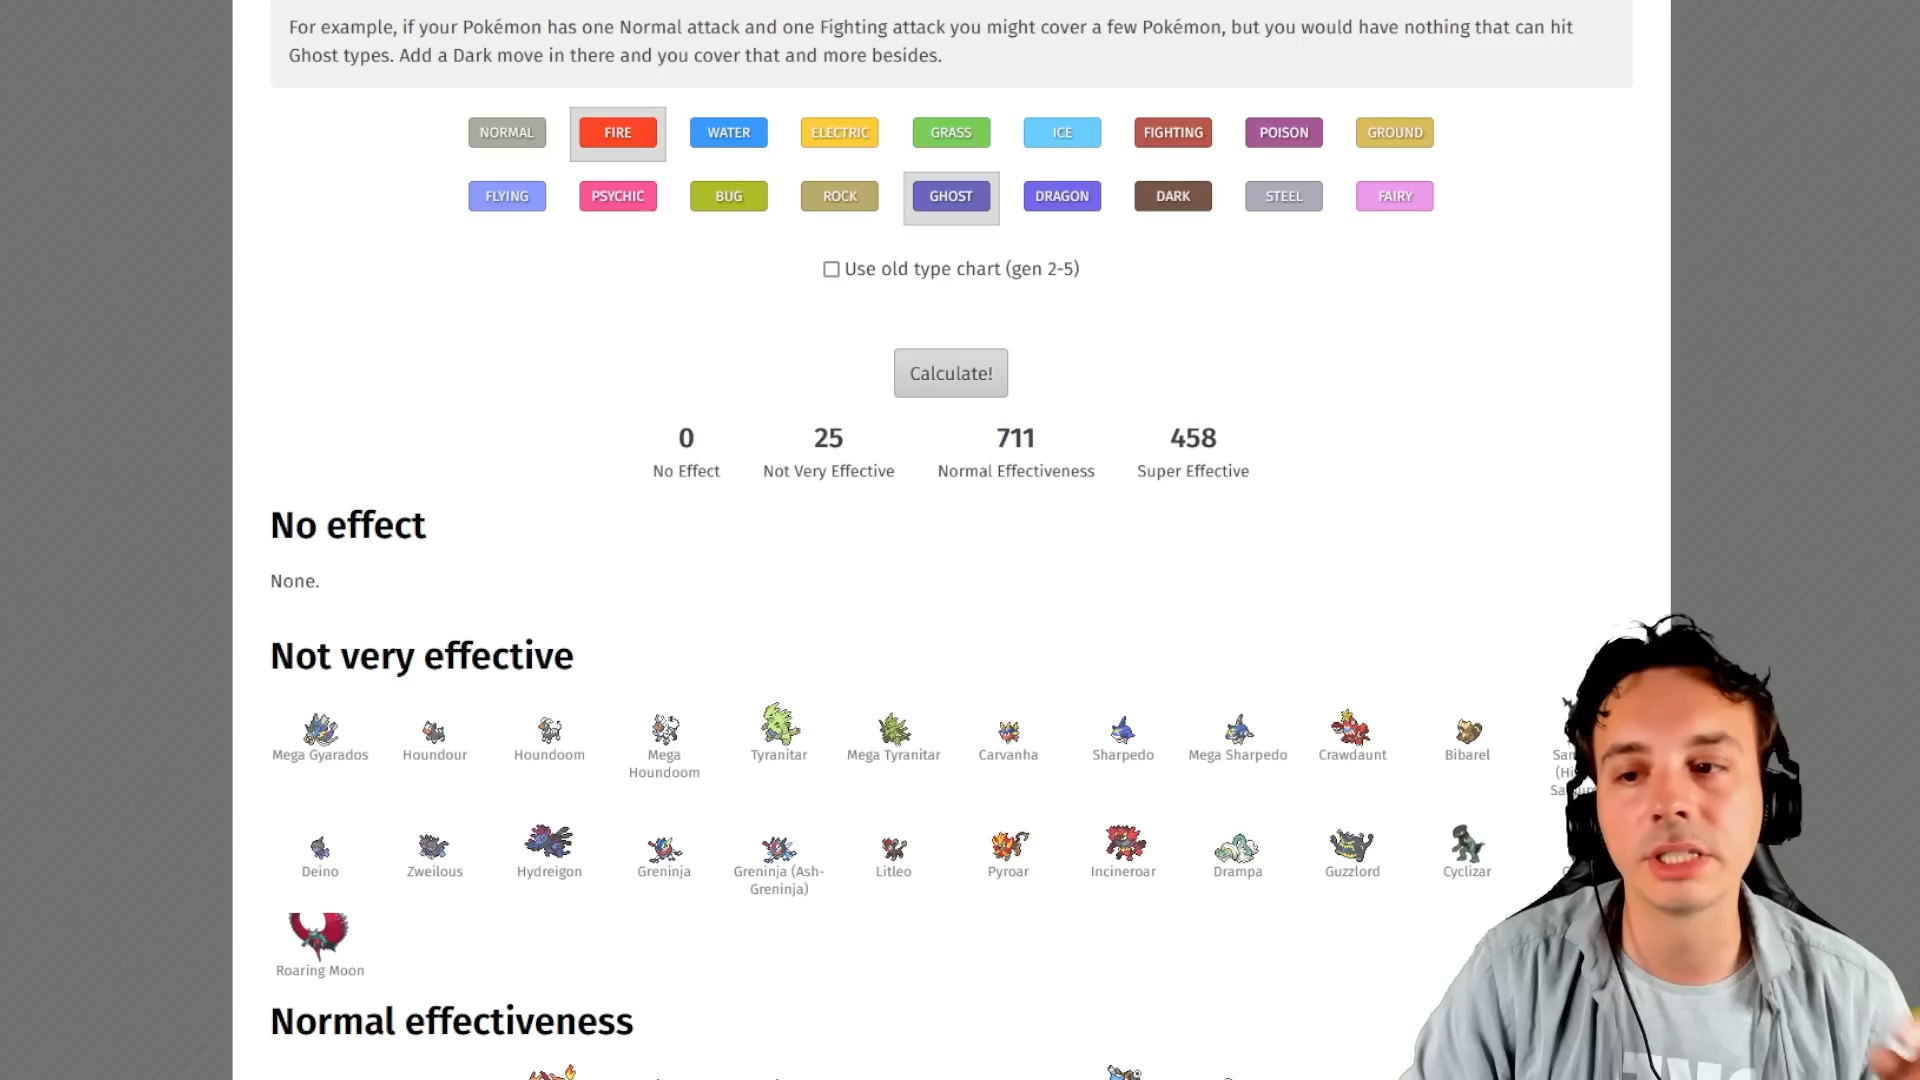 For example, if your Pokémon has one Normal attack and one Fighting attack you might cover a few Pokémon, but you would have nothing that can hit
Ghost types. Add a Dark move in there and you cover that and more besides.
NORMAL FIRE WATER ELECTRIC GRASS ICE FIGHTING POISON GROUND
FLYING PSYCHIC BUG ROCK GHOST DRAGON DARK STEEL FAIRY
Use old type chart (gen 2-5)
Calculate!
0 25 711 458
No Effect Not Very Effective Normal Effectiveness Super Effective
No effect
None.
Not very effective
Mega Gyarados Houndour Houndoom Mega Tyranitar Mega Tyranitar Carvanha Sharpedo Mega Sharpedo Crawdaunt Bibarel
Houndoom
Deino Zweilous Hydreigon Greninja Greninja (Ash- Litleo Pyroar Incineroar Drampa Guzzlord Cyclizar
Greninja)
Roaring Moon
Normal effectiveness